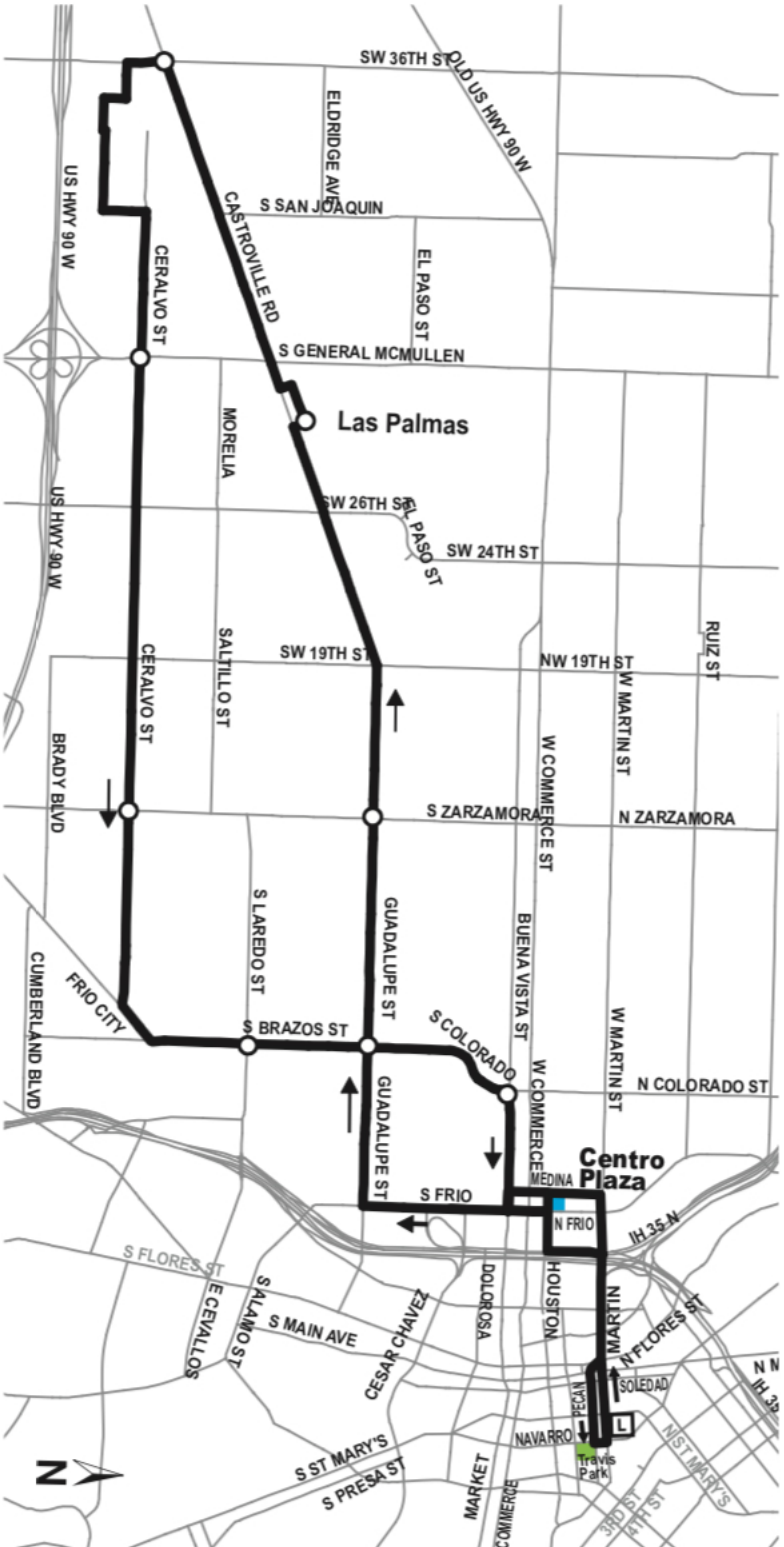 SW 36TH ST
OLD US HWY 90 W
ELDRIDGE AVE
US HWY 90 W
S SAN JOAQUIN
CASTROVILLE RD
CERALVO ST
EL PASO ST
S GENERAL MCMULLEN
Las Palmas
MORELIA
US HWY 90 W
SW 26TH ST
EL PASO ST
SW 24TH ST
RUIZ ST
SALTILLO ST
CERALVO ST
SW 19TH ST
NW 19TH ST
W MARTIN ST
BRADY BLVD
W COMMERCE ST
S ZARZAMORA
N ZARZAMORA
S LAREDO ST
GUADALUPE ST
BUENA VISTA ST
CUMBERLAND BLVD
FRIO CITY
S BRAZOS ST
S COLORADO
W MARTIN ST
W COMMERCE
N COLORADO ST
GUADALUPE ST
Centro
Plaza
MEDINA
S FRIO
N FRIO
IH 35 N
S FLORES ST
E CEVALLOS
S ALAMO ST
S MAIN AVE
CESAR CHAVEZ
DOLOROSA
HOUSTON
MARTIN
N FLORES ST
N M
IH 35
SOLEDAD
PECAN
L
NAVARRO
Travis
Park
N ST MARY'S
S ST MARY'S
S PRESA ST
MARKET
COMMERCE
3RD ST
4TH ST
N